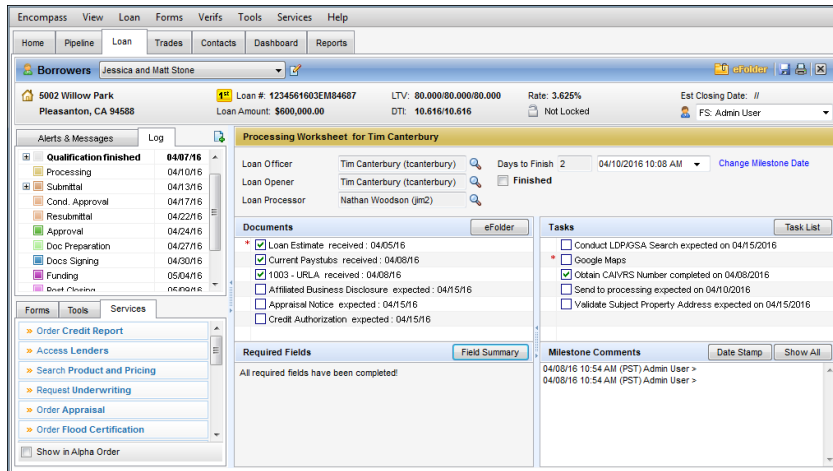 Encompass View Loan Forms Verifs Tools Services Help
Home Pipeline Loan Trades Contacts Dashboard Reports
Borrowers Jessica and Matt Stone eFolder
5002 Willow Park 1st Loan #: 1234561603EM84687 LTV: 80.000/80.000/80.000 Rate: 3.625% Est Closing Date: //
Pleasanton, CA 94588 Loan Amount: $600,000.00 DTI: 10.616/10.616 Not Locked FS: Admin User
Alerts & Messages Log
Qualification finished 04/07/16
Processing 04/10/16
Submittal 04/13/16
Cond. Approval 04/17/16
Resubmittal 04/22/16
Approval 04/24/16
Doc Preparation 04/27/16
Docs Signing 04/30/16
Funding 05/04/16
Post Closing 05/09/16
Forms Tools Services
» Order Credit Report
» Access Lenders
» Search Product and Pricing
» Request Underwriting
» Order Appraisal
» Order Flood Certification
Show in Alpha Order
Processing Worksheet for Tim Canterbury
Loan Officer Tim Canterbury (tcanterbury) Days to Finish 2 04/10/2016 10:08 AM Change Milestone Date
Loan Opener Tim Canterbury (tcanterbury) Finished
Loan Processor Nathan Woodson (jim2)
Documents eFolder
* Loan Estimate received : 04/05/16
Current Paystubs received : 04/08/16
* 1003 - URLA received : 04/08/16
Affiliated Business Disclosure expected : 04/15/16
Appraisal Notice expected : 04/15/16
Credit Authorization expected : 04/15/16
Tasks Task List
Conduct LDP/GSA Search expected on 04/15/2016
* Google Maps
Obtain CAIVRS Number completed on 04/08/2016
Send to processing expected on 04/10/2016
Validate Subject Property Address expected on 04/15/2016
Required Fields Field Summary
All required fields have been completed!
Milestone Comments Date Stamp Show All
04/08/16 10:54 AM (PST) Admin User >
04/08/16 10:54 AM (PST) Admin User >